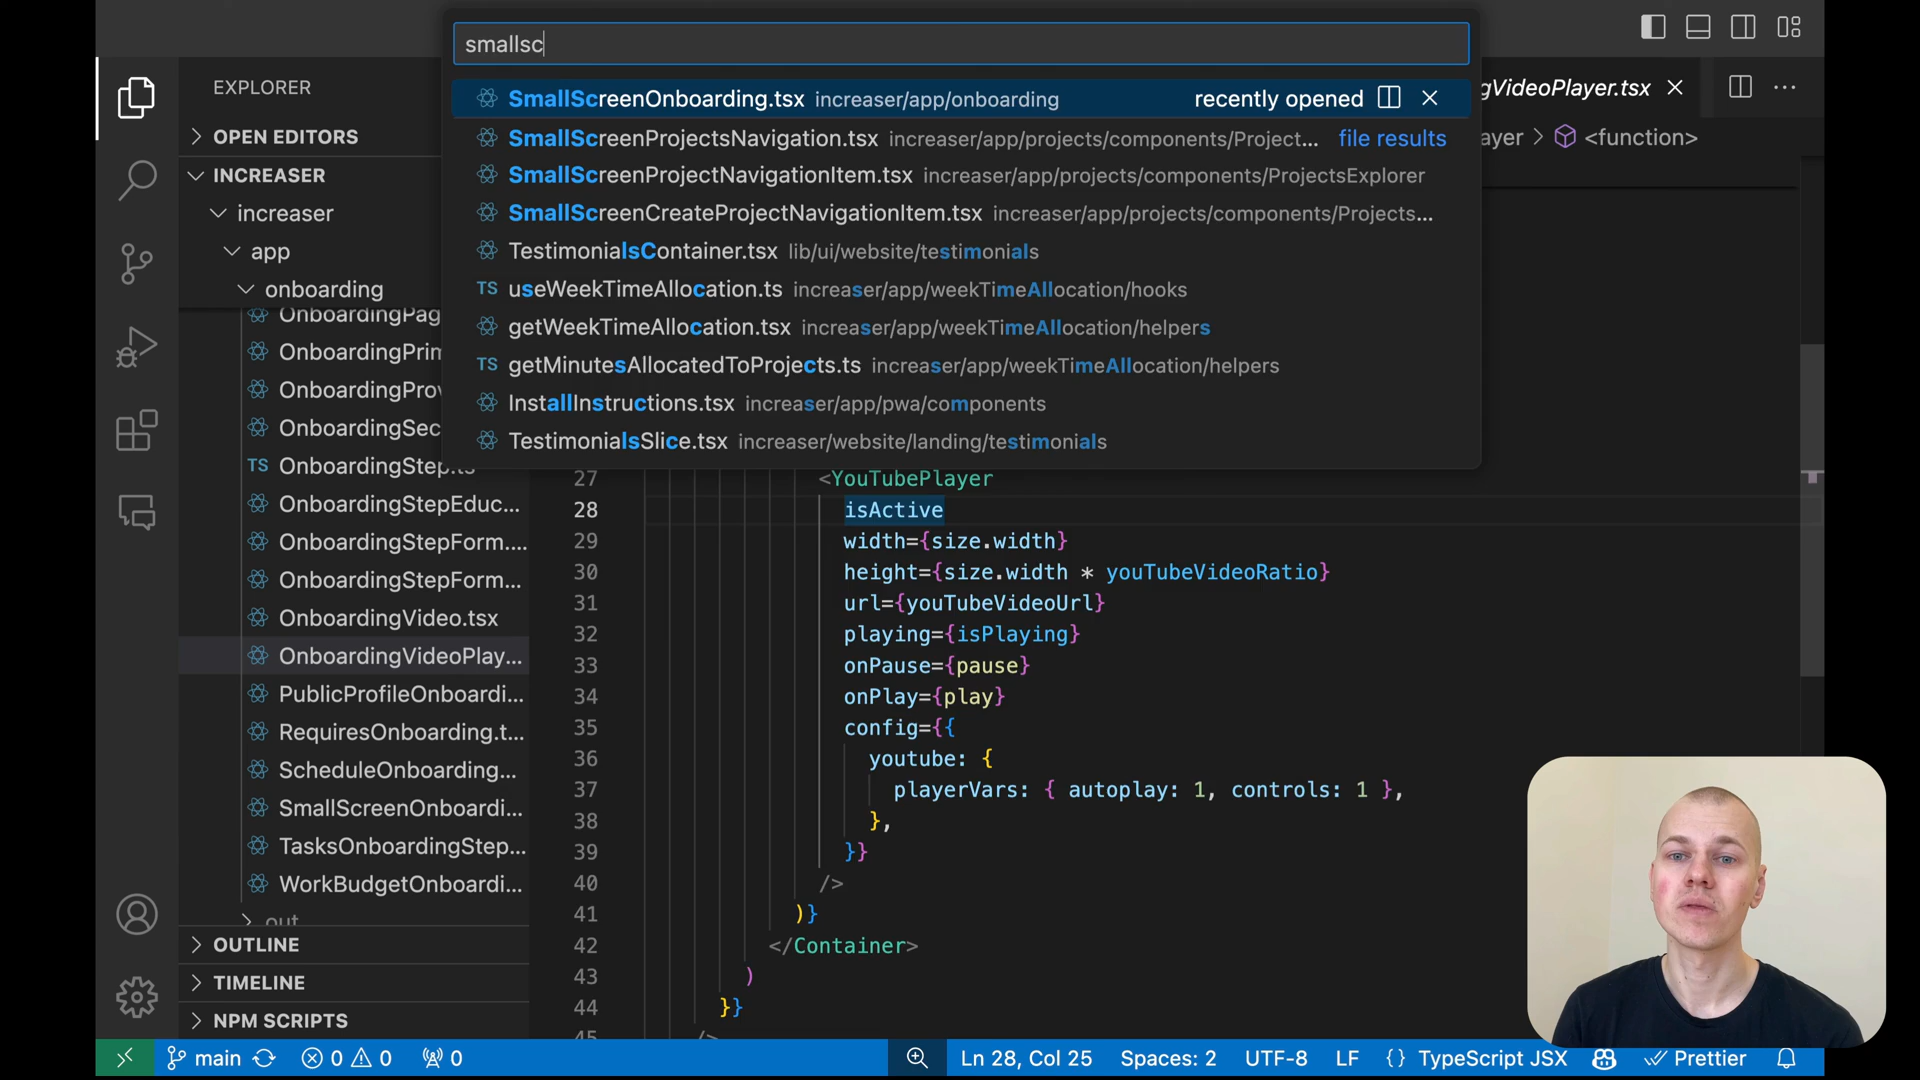 smallsc
SmallScreenOnboarding.tsx increaser/app/onboarding recently opened
SmallScreenProjectsNavigation.tsx increaser/app/projects/components/Project... file results
SmallScreenProjectNavigationItem.tsx increaser/app/projects/components/ProjectsExplorer
SmallScreenCreateProjectNavigationItem.tsx increaser/app/projects/components/Projects...
TestimonialsContainer.tsx lib/ui/website/testimonials
TS useWeekTimeAllocation.ts increaser/app/weekTimeAllocation/hooks
getWeekTimeAllocation.tsx increaser/app/weekTimeAllocation/helpers
TS getMinutesAllocatedToProjects.ts increaser/app/weekTimeAllocation/helpers
InstallInstructions.tsx increaser/app/pwa/components
TestimonialsSlice.tsx increaser/website/landing/testimonials
gVideoPlayer.tsx
ayer > <function>
EXPLORER
OPEN EDITORS
INCREASER
increaser
app
onboarding
OnboardingPag
OnboardingPrim
OnboardingProv
OnboardingSec
TS OnboardingStep.ts
OnboardingStepEduc...
OnboardingStepForm....
OnboardingStepForm...
OnboardingVideo.tsx
OnboardingVideoPlay...
PublicProfileOnboardi...
RequiresOnboarding.t...
ScheduleOnboarding...
SmallScreenOnboardi...
TasksOnboardingStep...
WorkBudgetOnboardi...
out
OUTLINE
TIMELINE
NPM SCRIPTS
27 <YouTubePlayer
28 isActive
29 width={size.width}
30 height={size.width * youTubeVideoRatio}
31 url={youTubeVideoUrl}
32 playing={isPlaying}
33 onPause={pause}
34 onPlay={play}
35 config={{
36 youtube: {
37 playerVars: { autoplay: 1, controls: 1 },
38 },
39 }}
40 />
41 )}
42 </Container>
43 )
44 }}
45 />
main 0 0 0 Ln 28, Col 25 Spaces: 2 UTF-8 LF {} TypeScript JSX Prettier